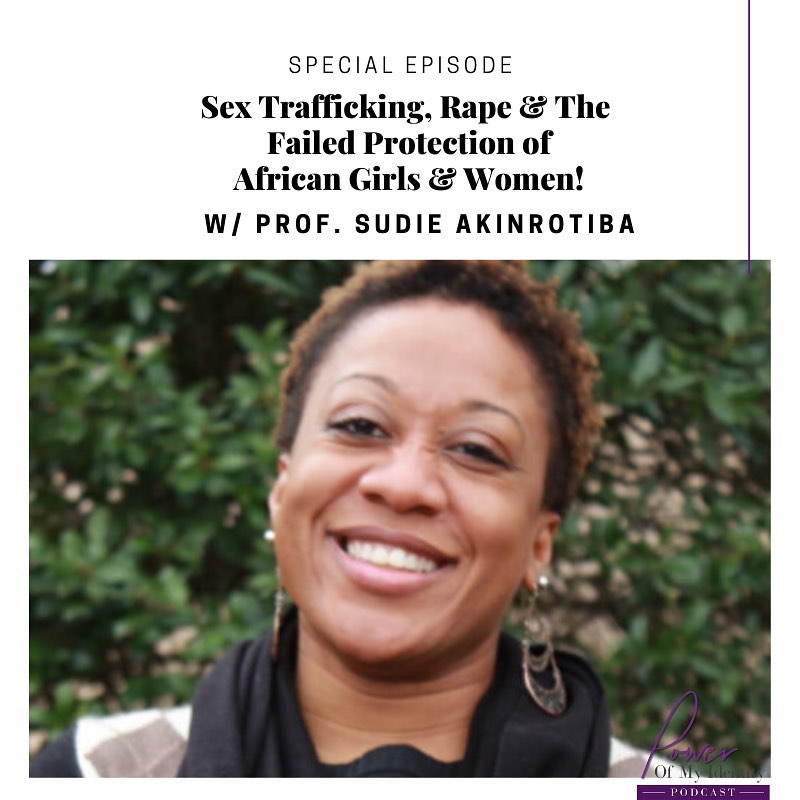 SPECIAL EPISODE
Sex Trafficking, Rape & The
Failed Protection of
African Girls & Women!
W/ PROF. SUDIE AKINROTIBA
Power
Of My Identity
PODCAST